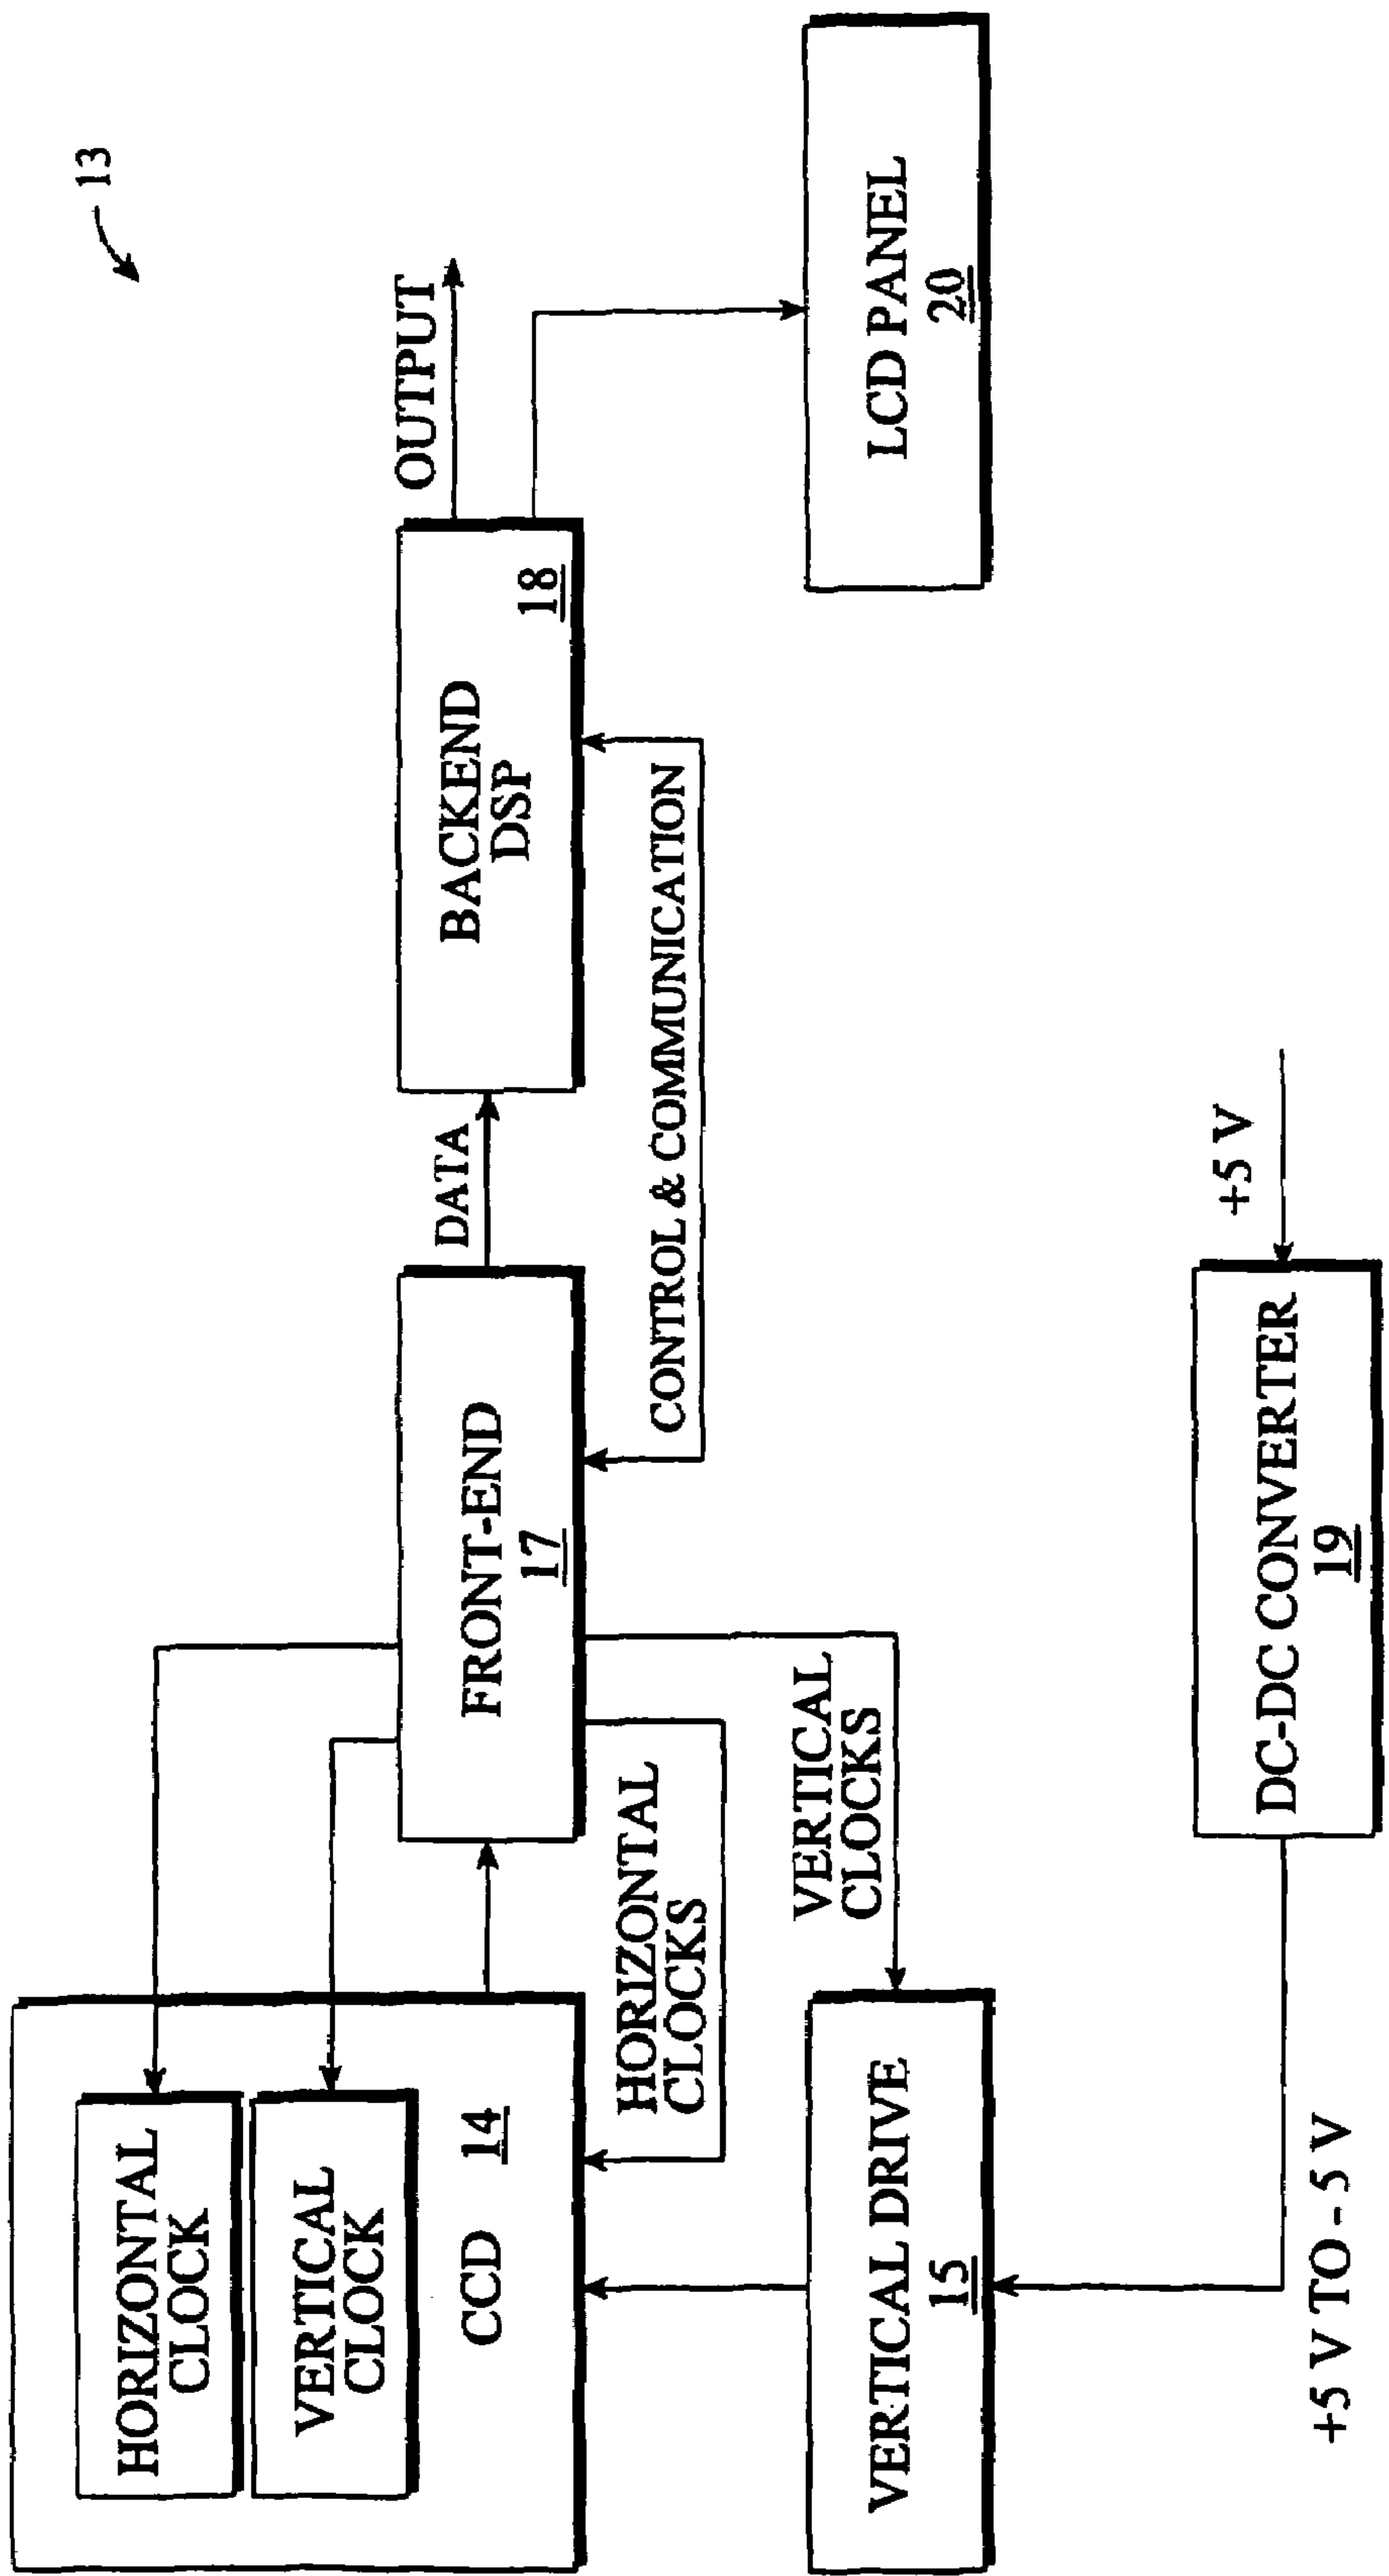 13
HORIZONTAL
CLOCK
VERTICAL
CLOCK
CCD 14
FRONT-END
17
DATA
BACKEND
DSP
18
OUTPUT
HORIZONTAL
CLOCKS
CONTROL & COMMUNICATION
VERTICAL
CLOCKS
VERTICAL DRIVE
15
LCD PANEL
20
+5 V TO - 5 V
DC-DC CONVERTER
19
+5 V